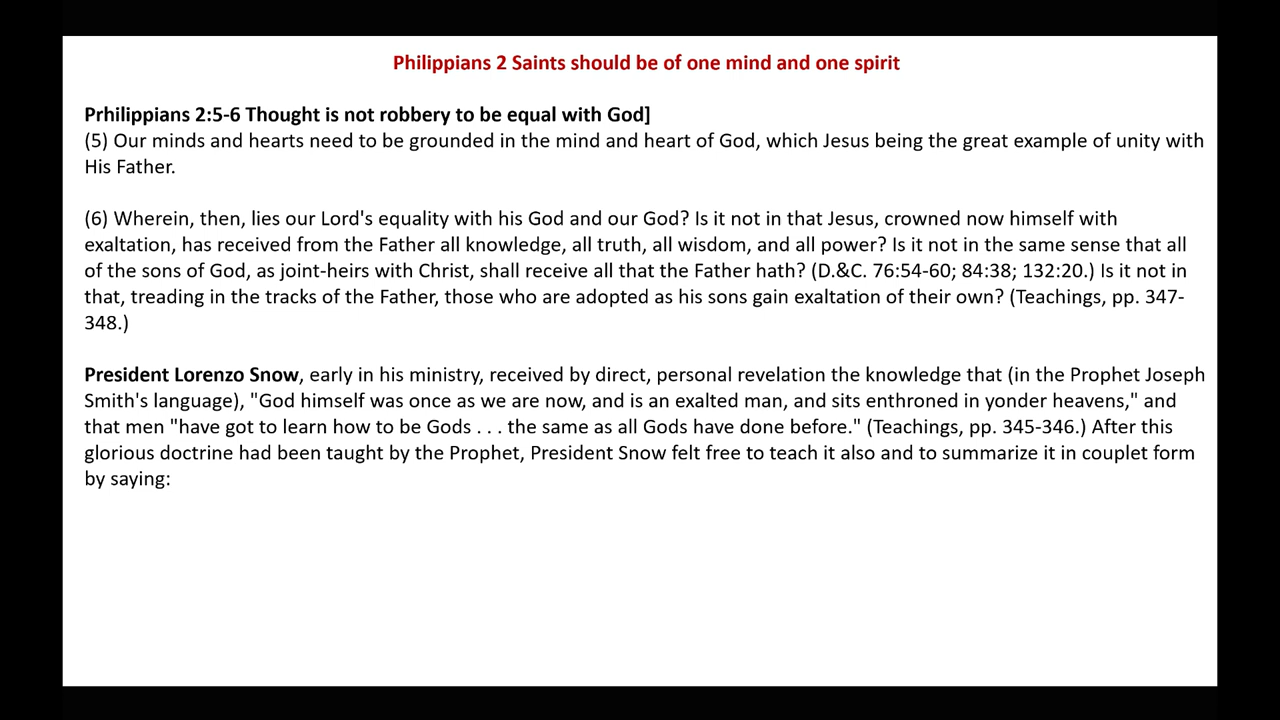 Philippians 2 Saints should be of one mind and one spirit
Prhilippians 2:5-6 Thought is not robbery to be equal with God]
(5) Our minds and hearts need to be grounded in the mind and heart of God, which Jesus being the great example of unity with
His Father.
(6) Wherein, then, lies our Lord's equality with his God and our God? Is it not in that Jesus, crowned now himself with
exaltation, has received from the Father all knowledge, all truth, all wisdom, and all power? Is it not in the same sense that all
of the sons of God, as joint-heirs with Christ, shall receive all that the Father hath? (D.&C. 76:54-60; 84:38; 132:20.) Is it not in
that, treading in the tracks of the Father, those who are adopted as his sons gain exaltation of their own? (Teachings, pp. 347-
348.)
President Lorenzo Snow, early in his ministry, received by direct, personal revelation the knowledge that (in the Prophet Joseph
Smith's language), "God himself was once as we are now, and is an exalted man, and sits enthroned in yonder heavens," and
that men "have got to learn how to be Gods . . . the same as all Gods have done before." (Teachings, pp. 345-346.) After this
glorious doctrine had been taught by the Prophet, President Snow felt free to teach it also and to summarize it in couplet form
by saying: